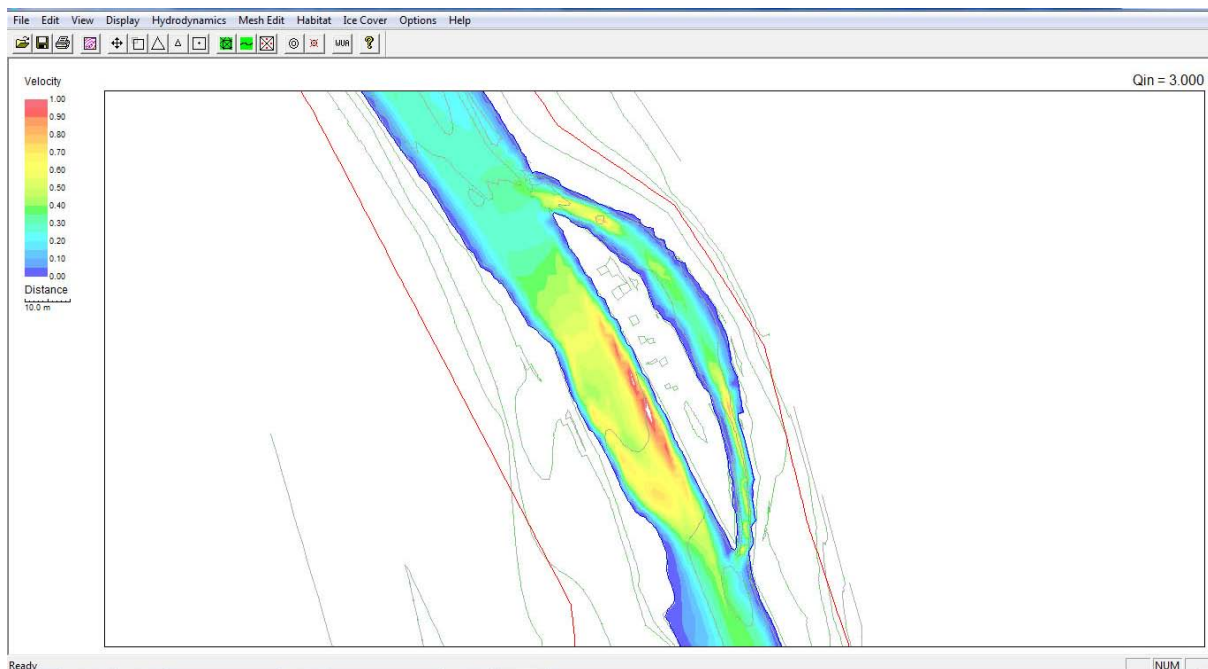 File Edit View Display Hydrodynamics Mesh Edit Habitat Ice Cover Options Help
WUA ?
Velocity
Qin = 3.000
1.00
0.90
0.80
0.70
0.60
0.50
0.40
0.30
0.20
0.10
0.00
Distance
10.0 m
Ready
NUM